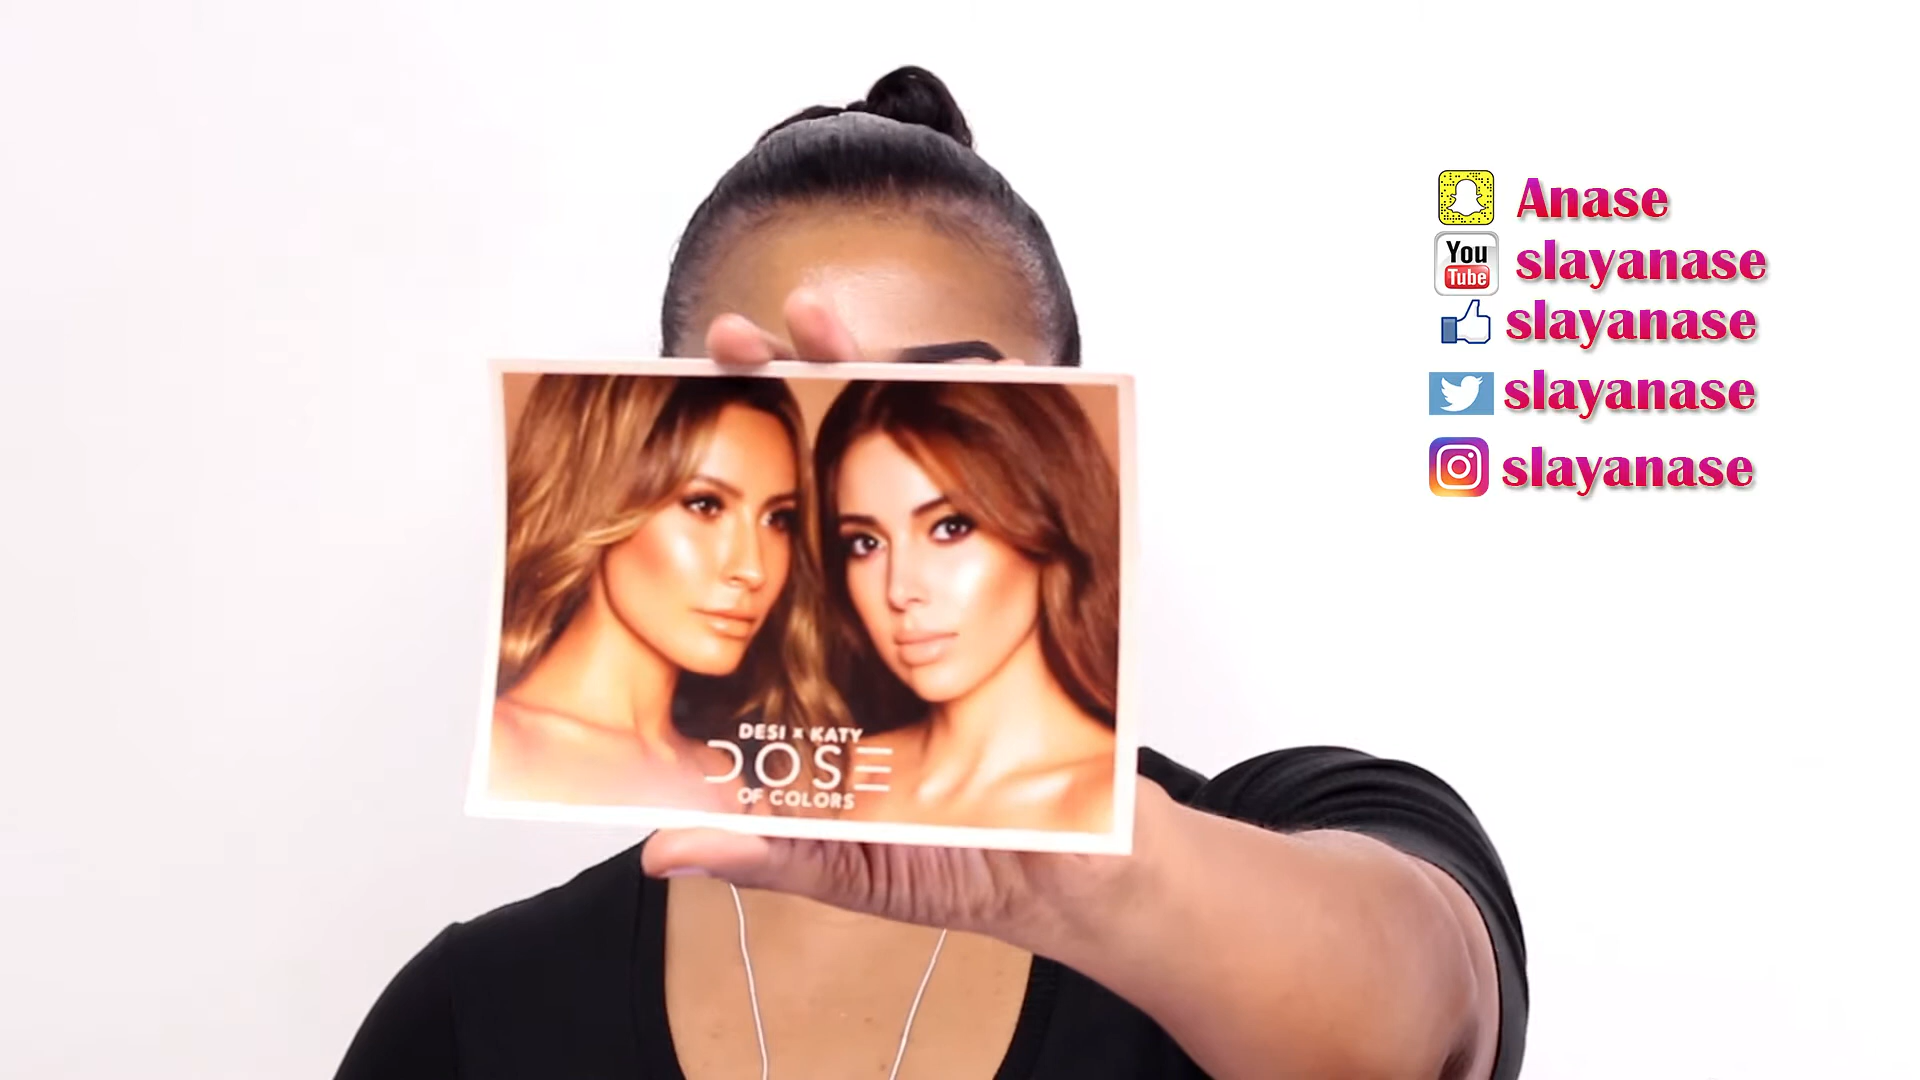 Anase
You
Tube
slayanase
slayanase
slayanase
slayanase
DESI x KATY
DOSE
OF COLORS